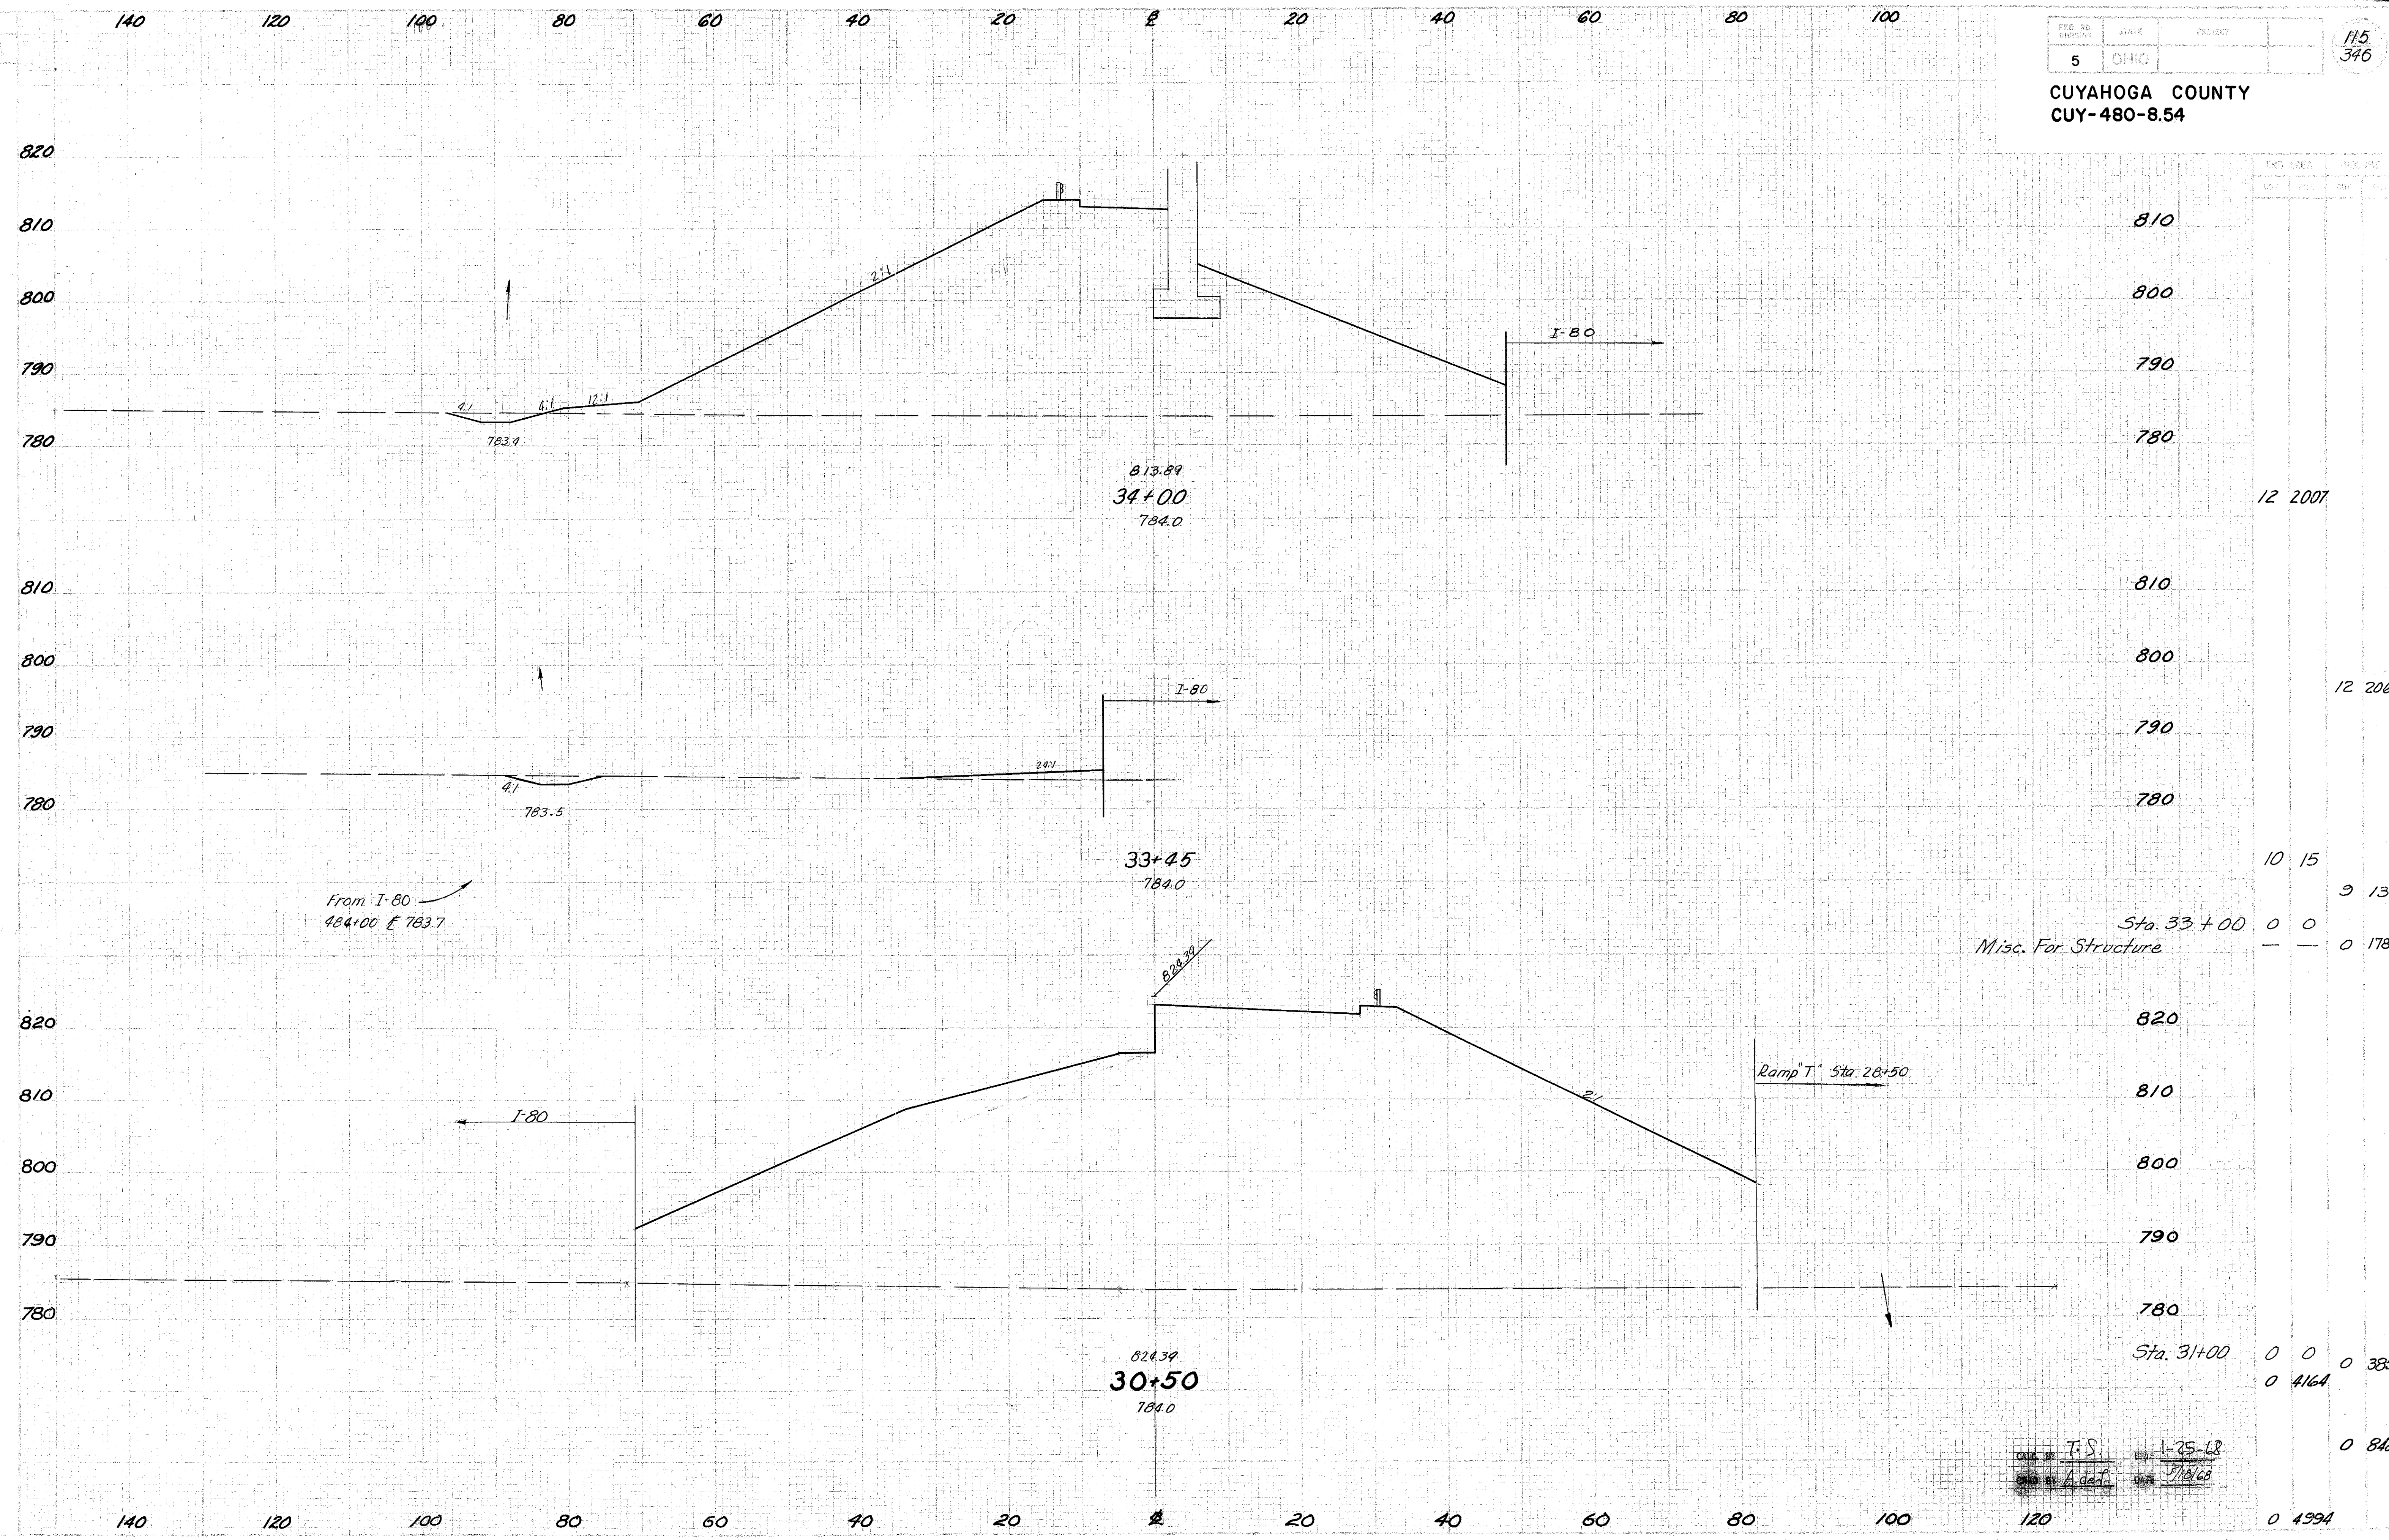 140 120 100 80 60 40 20 ℄ 20 40 60 80 100
FED. RD. DIVISION STATE PROJECT
5 OHIO
115
346
CUYAHOGA COUNTY
CUY-480-8.54
END AREA VOLUME
820
810 810
800 800
790 790
780 780
2:1
I-80
4:1 4:1 12:1
783.4
813.89
34+00
784.0
12 2007
810 810
800 800
12 206
790 790
780 780
I-80
24:1
4:1
783.5
33+45
784.0
10 15
9 13
From I-80
484+00 ℄ 783.7
Sta. 33+00 0 0
Misc. For Structure — — 0 178
824.39
820 820
810 810
800 800
790 790
780 780
Ramp "T" Sta. 28+50
I-80
2:1
Sta. 31+00 0 0
0 385
0 4164
824.39
30+50
784.0
CALC. BY T.S. DATE 1-25-68
CHKD. BY DATE
0 4994
140 120 100 80 60 40 20 ℄ 20 40 60 80 100 120